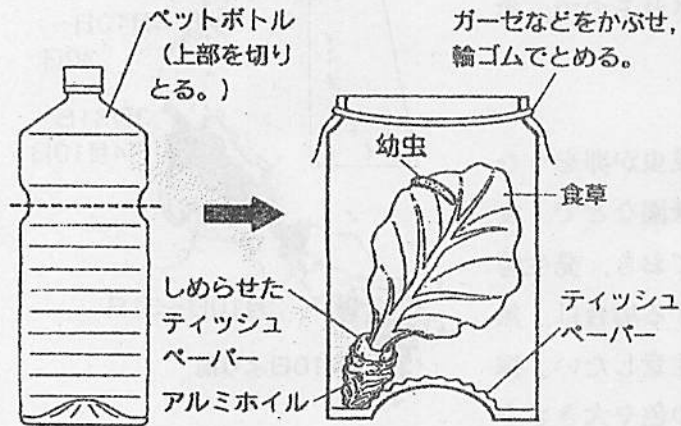 ペットボトル
（上部を切り
とる。）
ガーゼなどをかぶせ，
輪ゴムでとめる。
幼虫
食草
しめらせた
ティッシュ
ペーパー
アルミホイル
ティッシュ
ペーパー